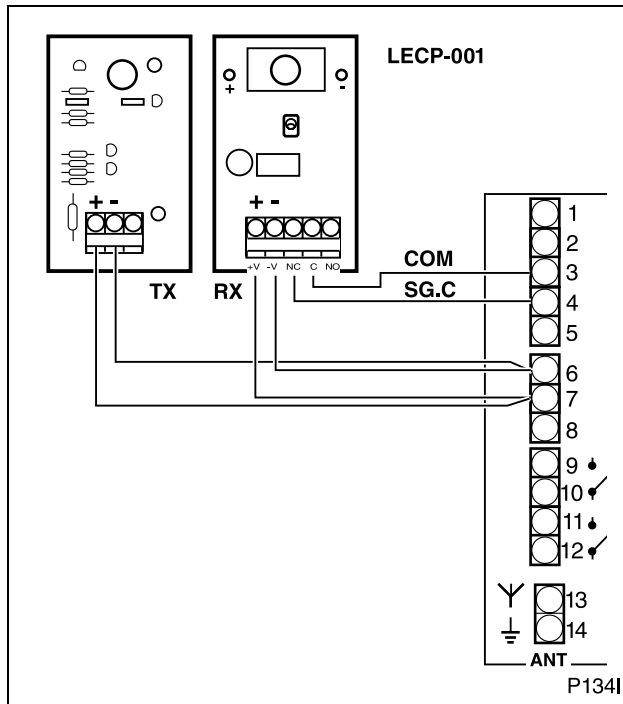 LECP-001
+
-
+ -
+ -
+V -V NC C NO
TX
RX
COM
SG.C
1
2
3
4
5
6
7
8
9
10
11
12
13
14
ANT
P134I